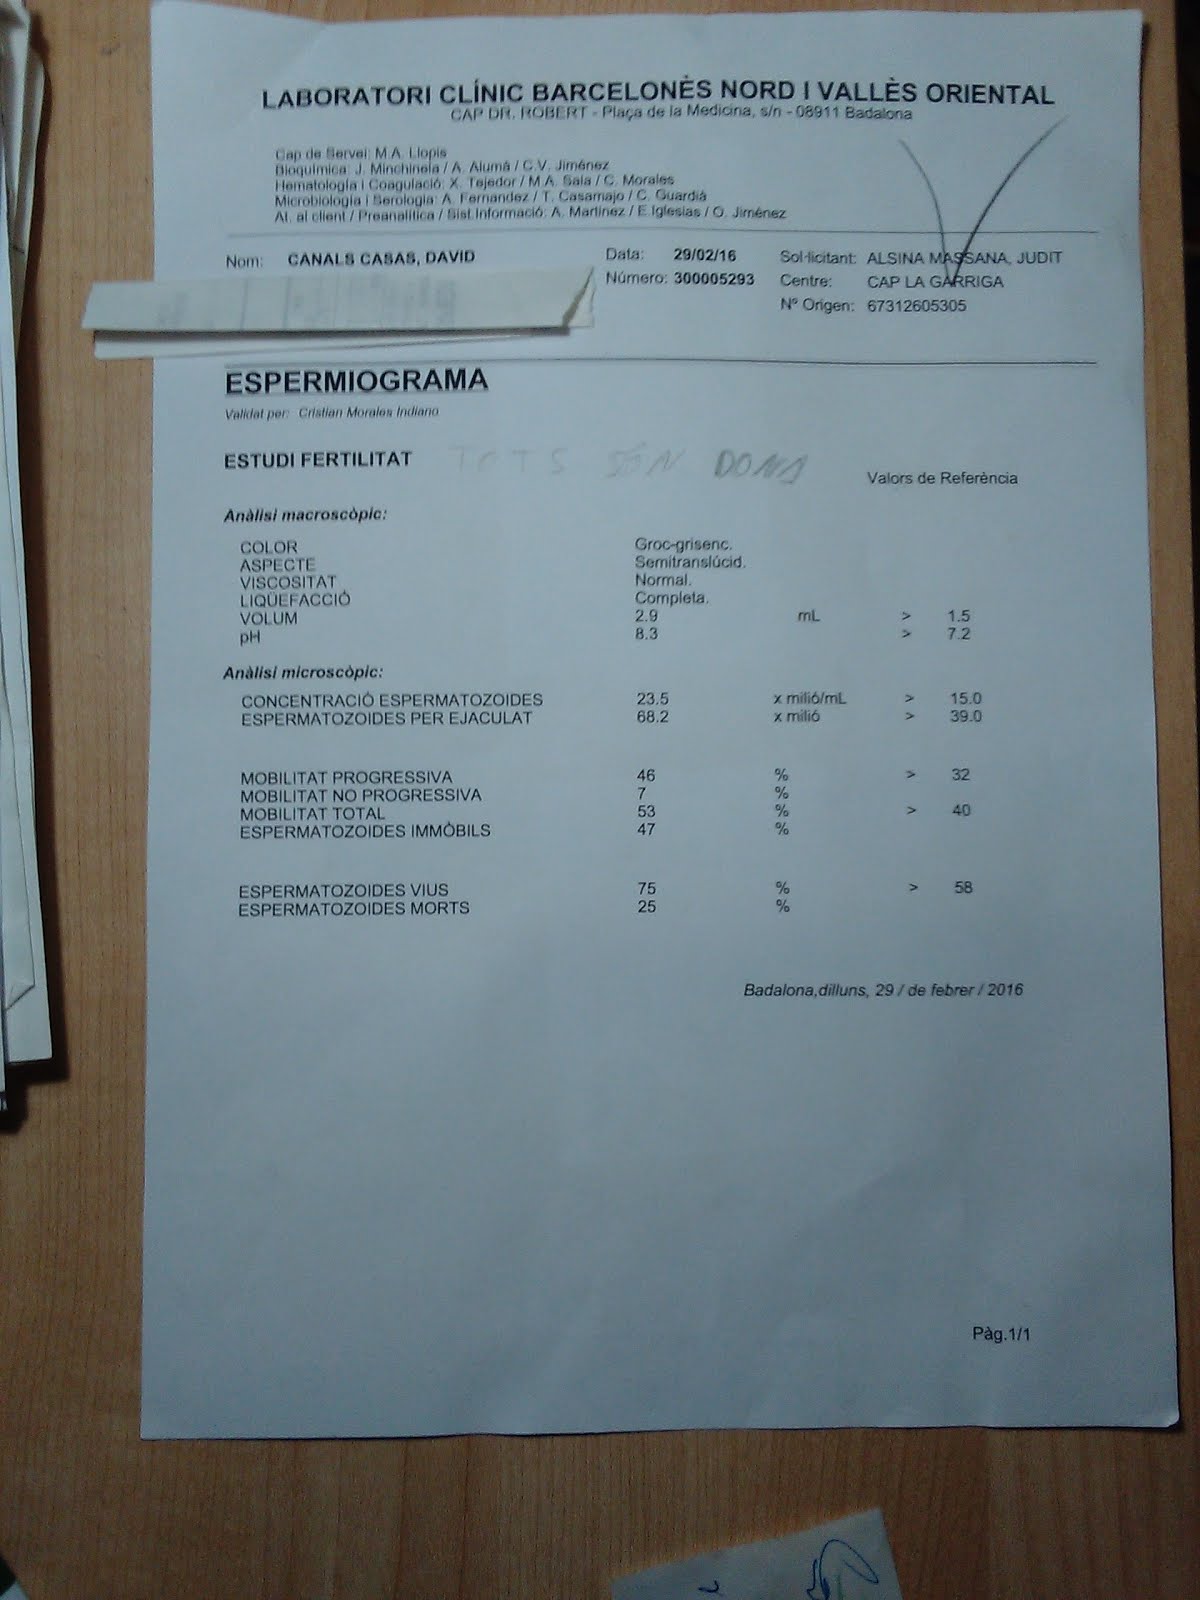 LABORATORI CLÍNIC BARCELONÈS NORD I VALLÈS ORIENTAL
CAP DR. ROBERT - Plaça de la Medicina, s/n - 08911 Badalona
Cap de Servei: M.A. Llopis
Bioquímica: J. Minchinela / A. Alumà / C.V. Jiménez
Hematologia i Coagulació: X. Tejedor / M.A. Sala / C. Morales
Microbiologia i Serologia: A. Fernandez / T. Casamajo / C. Guardià
At. al client / Preanalítica / Sist.Informació: A. Martínez / E.Iglesias / O. Jiménez
Nom: CANALS CASAS, DAVID Data: 29/02/16 Sol·licitant: ALSINA MASSANA, JUDIT
Número: 300005293 Centre: CAP LA GARRIGA
Nº Origen: 67312605305
ESPERMIOGRAMA
Validat per: Cristian Morales Indiano
ESTUDI FERTILITAT TOTS SÓN DONA
Valors de Referència
Anàlisi macroscòpic:
COLOR Groc-grisenc.
ASPECTE Semitranslúcid.
VISCOSITAT Normal.
LIQÜEFACCIÓ Completa.
VOLUM 2.9 mL > 1.5
pH 8.3 > 7.2
Anàlisi microscòpic:
CONCENTRACIÓ ESPERMATOZOIDES 23.5 x milió/mL > 15.0
ESPERMATOZOIDES PER EJACULAT 68.2 x milió > 39.0
MOBILITAT PROGRESSIVA 46 % > 32
MOBILITAT NO PROGRESSIVA 7 %
MOBILITAT TOTAL 53 % > 40
ESPERMATOZOIDES IMMÒBILS 47 %
ESPERMATOZOIDES VIUS 75 % > 58
ESPERMATOZOIDES MORTS 25 %
Badalona,dilluns, 29 / de febrer / 2016
Pàg.1/1